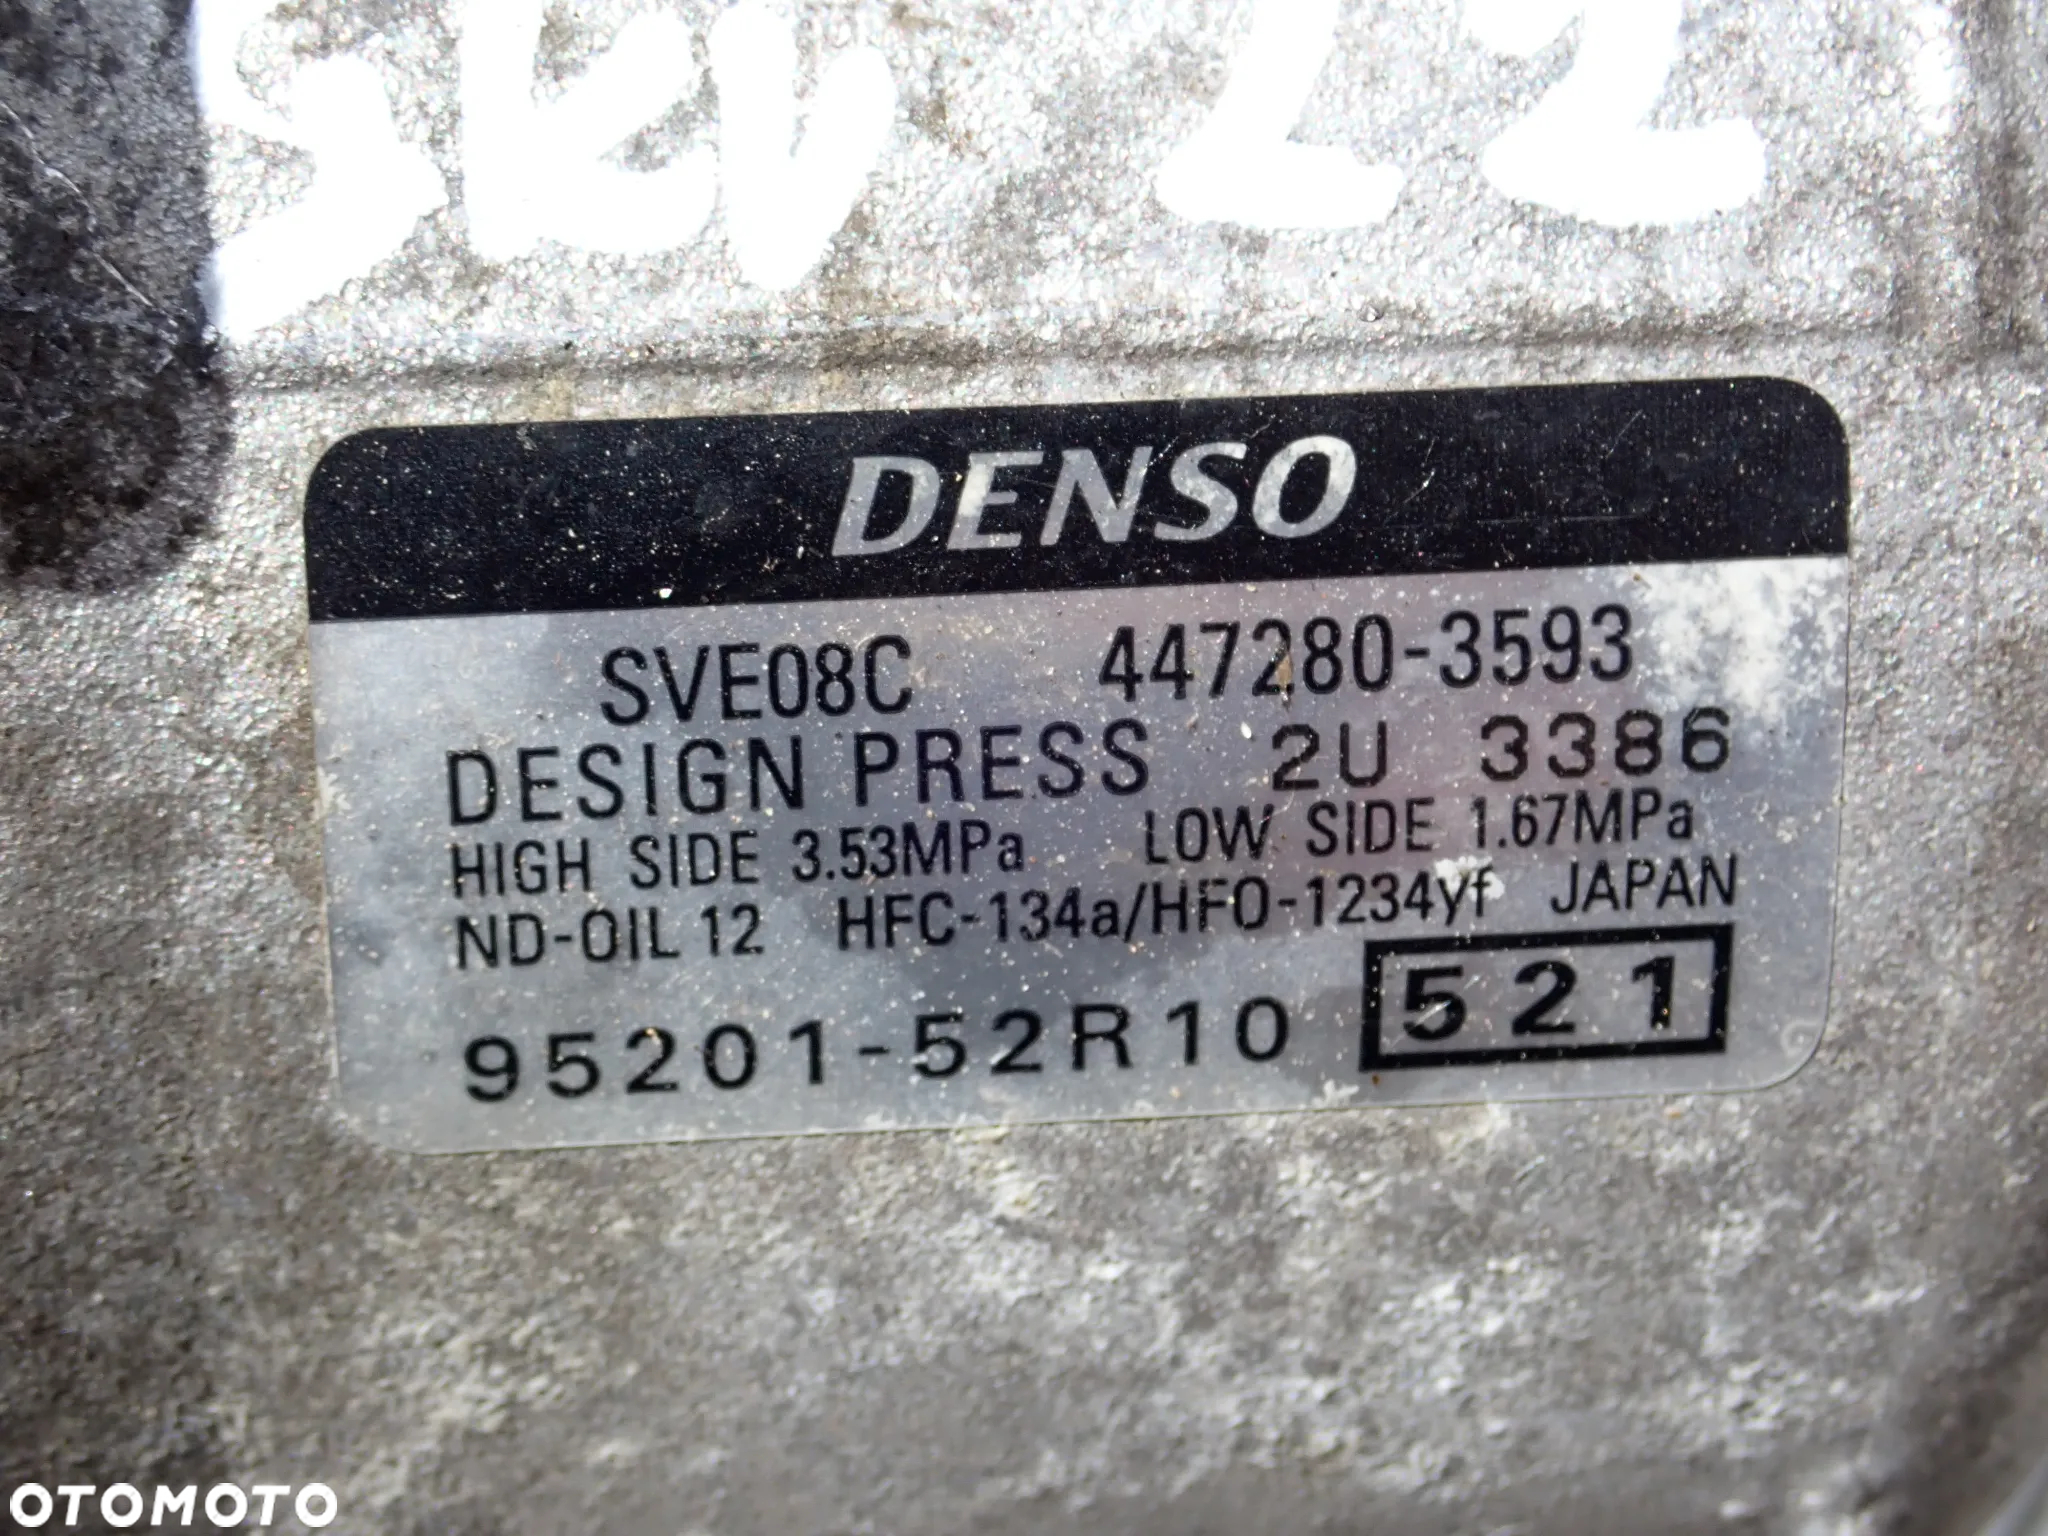 DENSO
SVE08C 447280-3593
DESIGN PRESS 2U 3386
HIGH SIDE 3.53MPa LOW SIDE 1.67MPa
ND-OIL 12 HFC-134a/HFO-1234yf JAPAN
95201-52R10 521
OTOMOTO